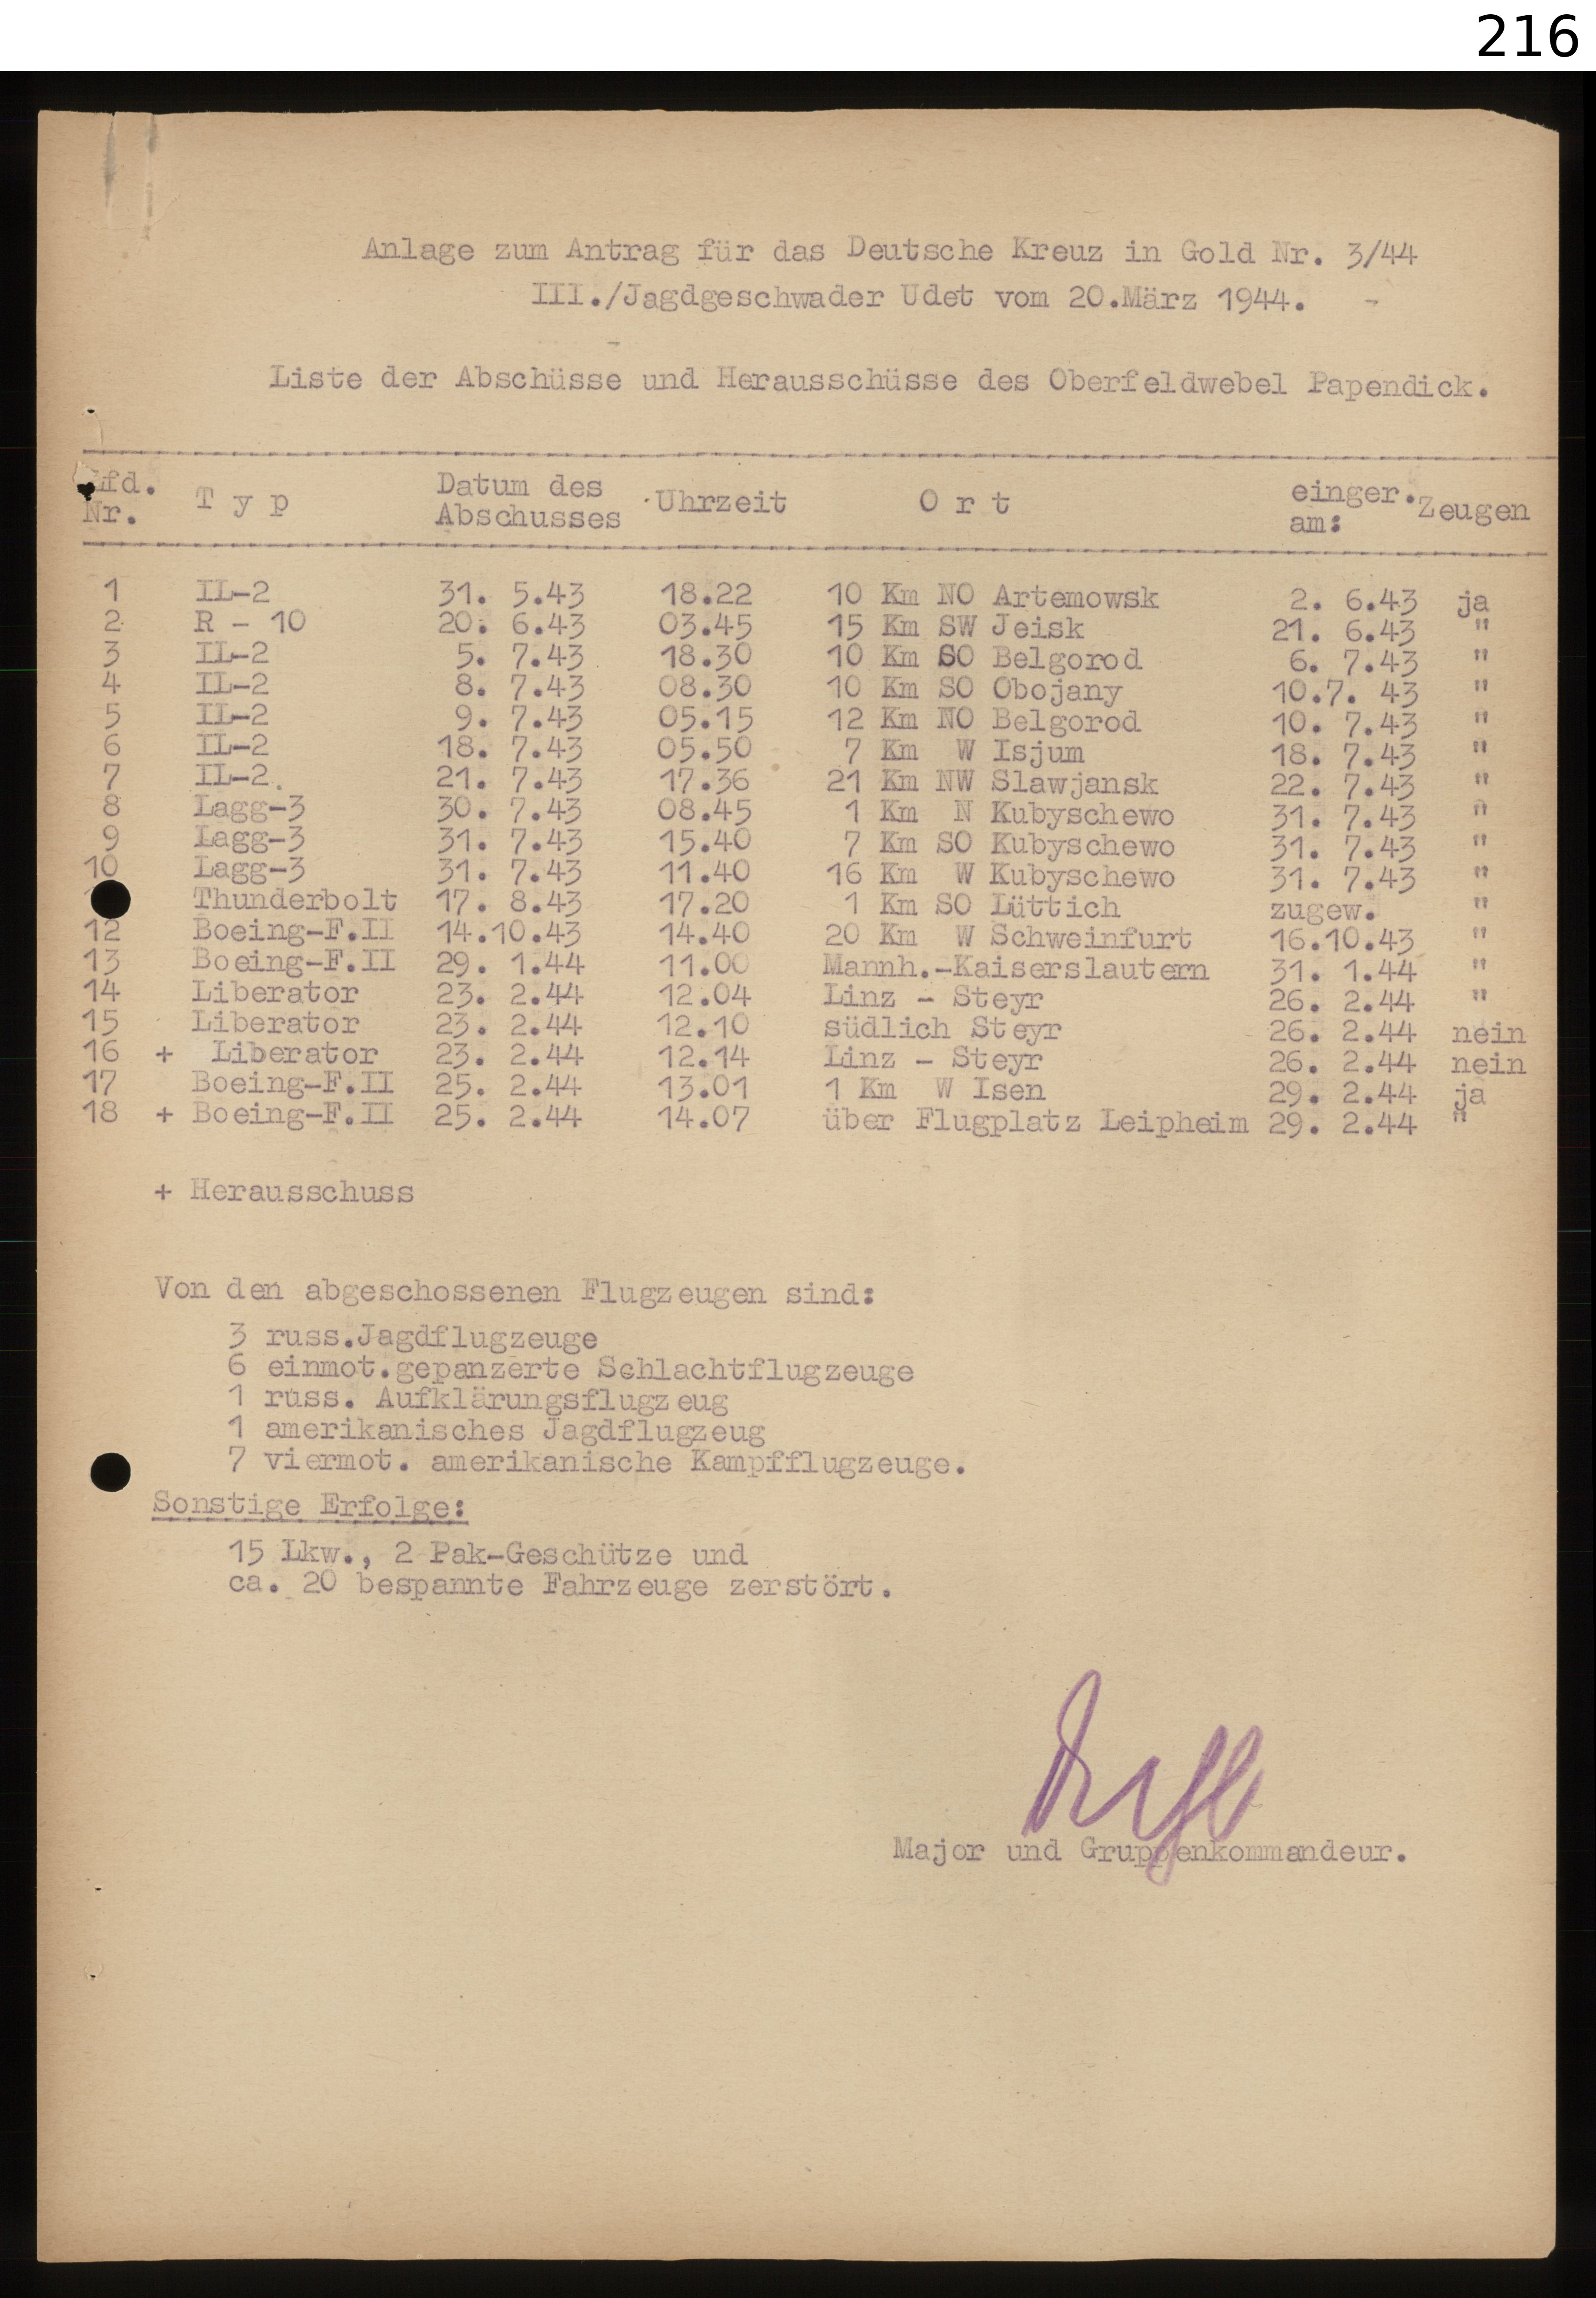 216
Anlage zum Antrag für das Deutsche Kreuz in Gold Nr. 3/44
III./Jagdgeschwader Udet vom 20.März 1944. -
Liste der Abschüsse und Herausschüsse des Oberfeldwebel Papendick.
Lfd. Nr. T y p Datum des Abschusses Uhrzeit O r t einger. am: Zeugen
1 IL-2 31. 5.43 18.22 10 Km NO Artemowsk 2. 6.43 ja
2 R - 10 20. 6.43 03.45 15 Km SW Jeisk 21. 6.43 "
3 IL-2 5. 7.43 18.30 10 Km SO Belgorod 6. 7.43 "
4 IL-2 8. 7.43 08.30 10 Km SO Obojany 10.7. 43 "
5 IL-2 9. 7.43 05.15 12 Km NO Belgorod 10. 7.43 "
6 IL-2 18. 7.43 05.50 7 Km W Isjum 18. 7.43 "
7 IL-2 21. 7.43 17.36 21 Km NW Slawjansk 22. 7.43 "
8 Lagg-3 30. 7.43 08.45 1 Km N Kubyschewo 31. 7.43 "
9 Lagg-3 31. 7.43 15.40 7 Km SO Kubyschewo 31. 7.43 "
10 Lagg-3 31. 7.43 11.40 16 Km W Kubyschewo 31. 7.43 "
Thunderbolt 17. 8.43 17.20 1 Km SO Lüttich zugew. "
12 Boeing-F.II 14.10.43 14.40 20 Km W Schweinfurt 16.10.43 "
13 Boeing-F.II 29. 1.44 11.00 Mannh.-Kaiserslautern 31. 1.44 "
14 Liberator 23. 2.44 12.04 Linz - Steyr 26. 2.44 "
15 Liberator 23. 2.44 12.10 südlich Steyr 26. 2.44 nein
16 + Liberator 23. 2.44 12.14 Linz - Steyr 26. 2.44 nein
17 Boeing-F.II 25. 2.44 13.01 1 Km W Isen 29. 2.44 ja
18 + Boeing-F.II 25. 2.44 14.07 über Flugplatz Leipheim 29. 2.44 "
+ Herausschuss
Von den abgeschossenen Flugzeugen sind:
3 russ.Jagdflugzeuge
6 einmot.gepanzerte Schlachtflugzeuge
1 russ. Aufklärungsflugzeug
1 amerikanisches Jagdflugzeug
7 viermot. amerikanische Kampfflugzeuge.
Sonstige Erfolge:
15 Lkw., 2 Pak-Geschütze und
ca. 20 bespannte Fahrzeuge zerstört.
Major und Gruppenkommandeur.